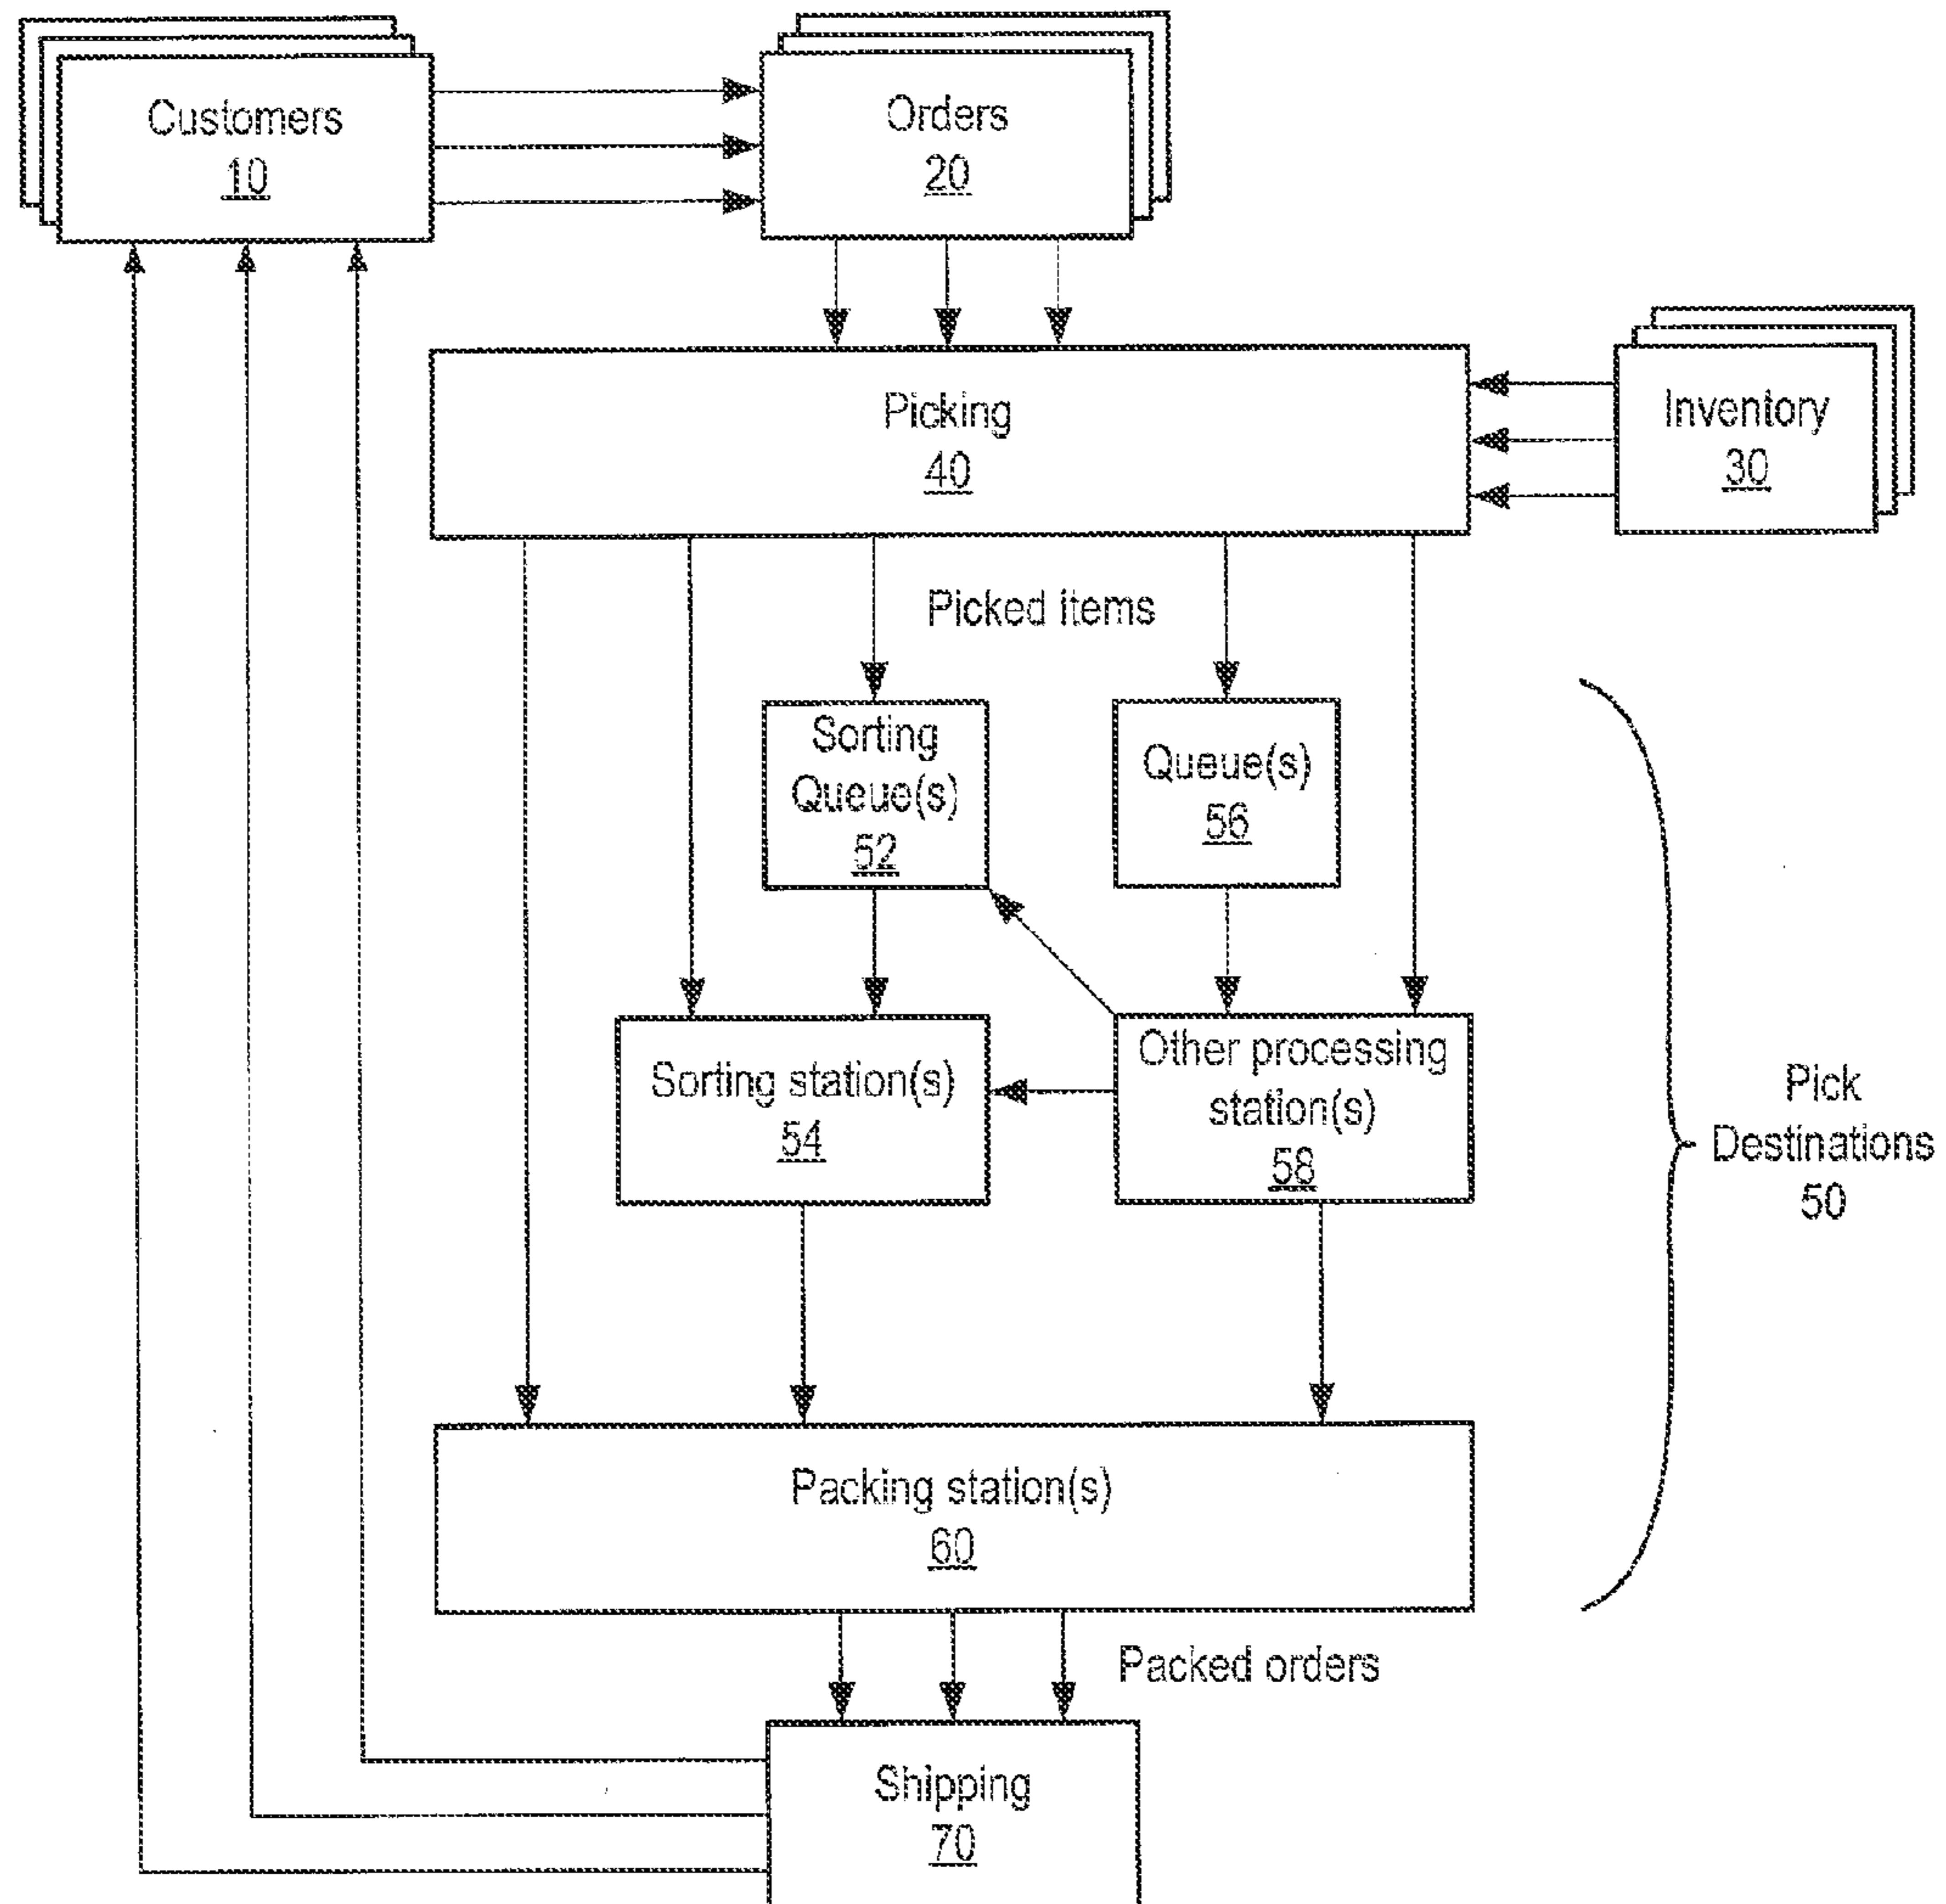 Customers
10
Orders
20
Picking
40
Inventory
30
Picked items
Sorting
Queue(s)
52
Queue(s)
56
Sorting station(s)
54
Other processing
station(s)
58
Pick
Destinations
50
Packing station(s)
60
Packed orders
Shipping
70